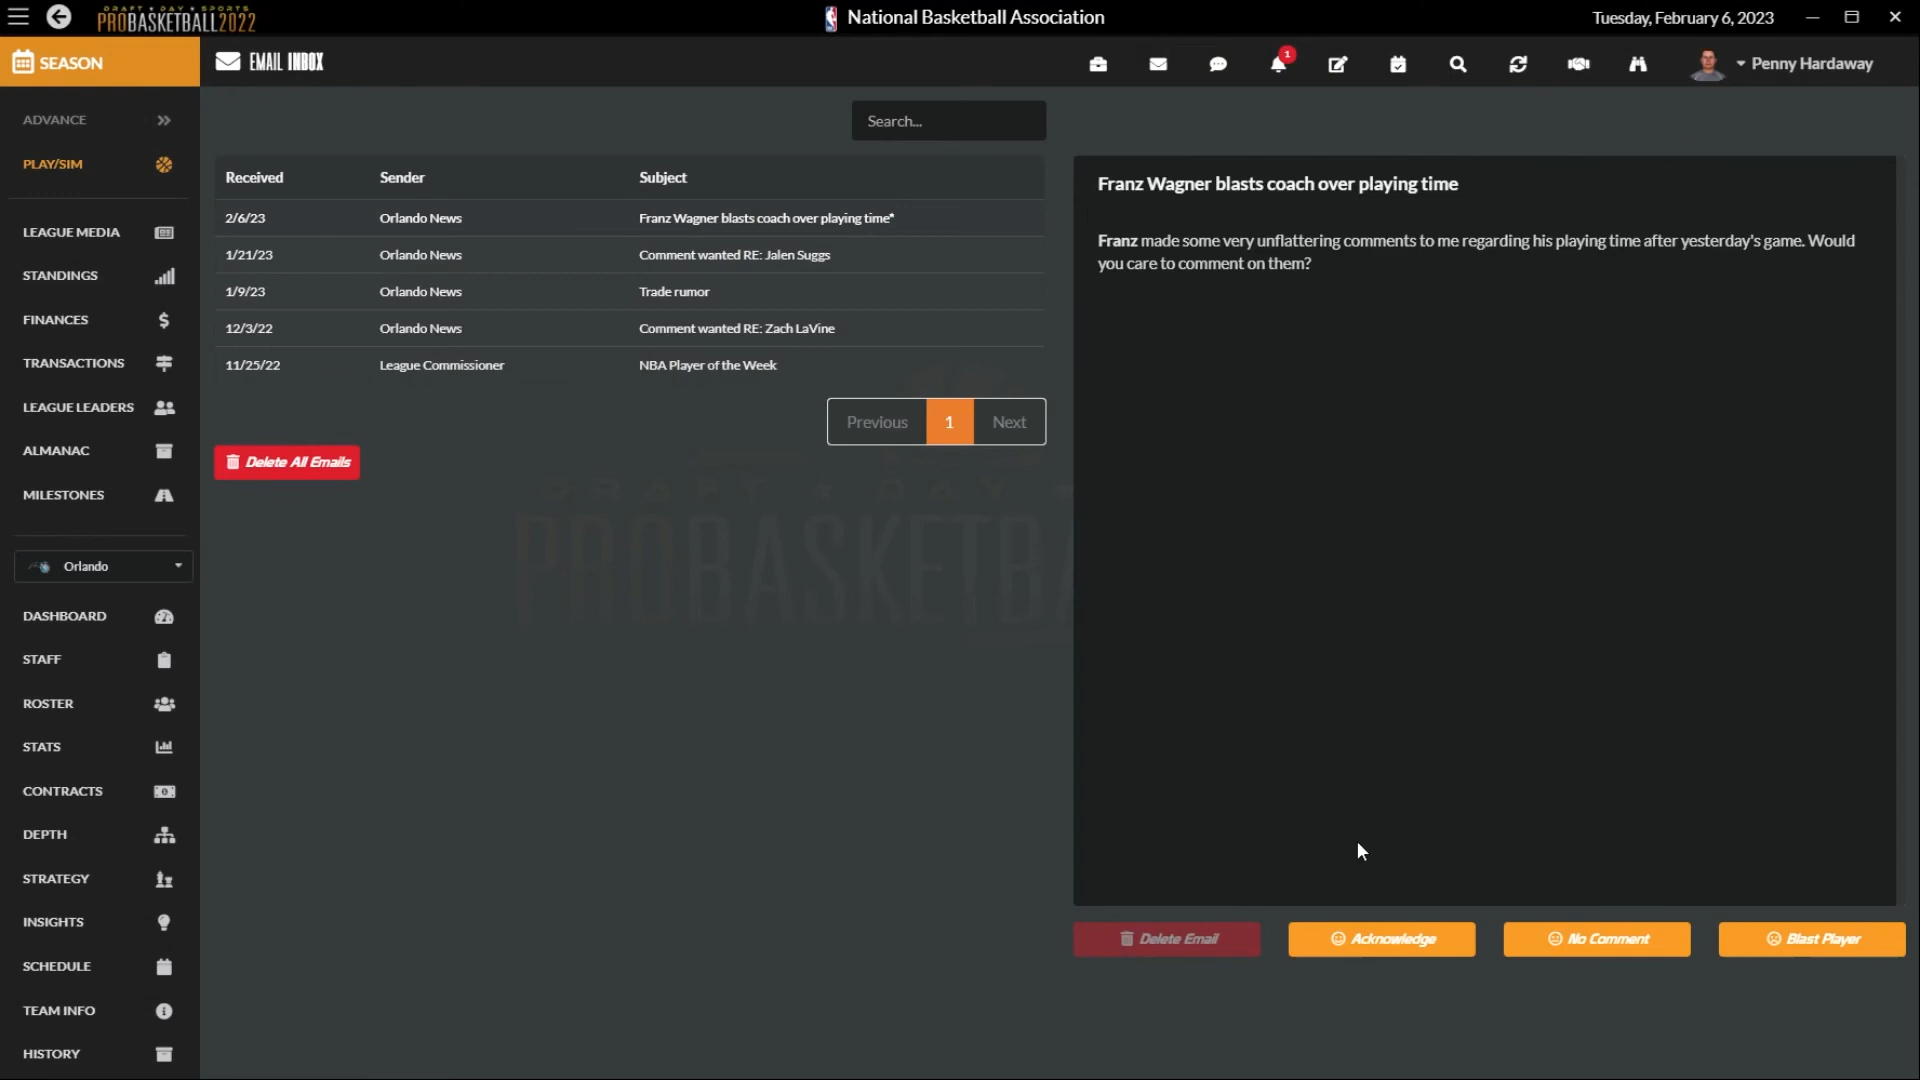 DRAFT ★ DAY ★ SPORTS
PROBASKETBALL2022
National Basketball Association
Tuesday, February 6, 2023
SEASON
EMAIL INBOX
1
Penny Hardaway
ADVANCE
PLAY/SIM
LEAGUE MEDIA
STANDINGS
FINANCES
TRANSACTIONS
LEAGUE LEADERS
ALMANAC
MILESTONES
Orlando
DASHBOARD
STAFF
ROSTER
STATS
CONTRACTS
DEPTH
STRATEGY
INSIGHTS
SCHEDULE
TEAM INFO
HISTORY
Search...
Received Sender Subject
2/6/23 Orlando News Franz Wagner blasts coach over playing time*
1/21/23 Orlando News Comment wanted RE: Jalen Suggs
1/9/23 Orlando News Trade rumor
12/3/22 Orlando News Comment wanted RE: Zach LaVine
11/25/22 League Commissioner NBA Player of the Week
Previous 1 Next
Delete All Emails
DRAFT ★ DAY ★
PROBASKETBA
Franz Wagner blasts coach over playing time
Franz made some very unflattering comments to me regarding his playing time after yesterday's game. Would
you care to comment on them?
Delete Email Acknowledge No Comment Blast Player